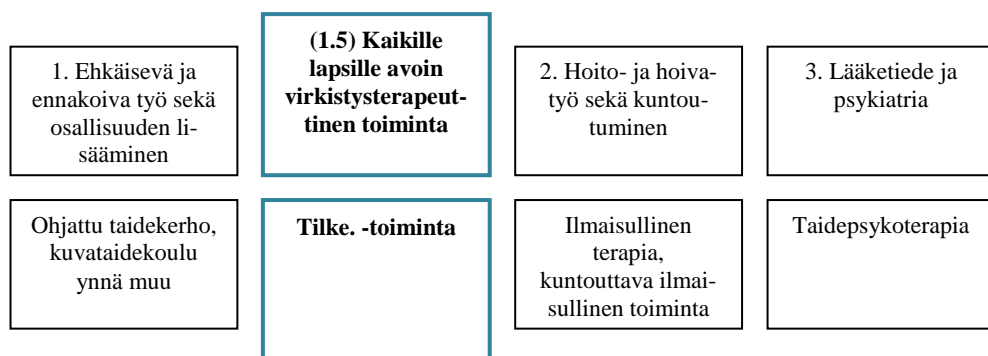 1. Ehkäisevä ja
ennakoiva työ sekä
osallisuuden li-
sääminen
(1.5) Kaikille
lapsille avoin
virkistysterapeut-
tinen toiminta
2. Hoito- ja hoiva-
työ sekä kuntou-
tuminen
3. Lääketiede ja
psykiatria
Ohjattu taidekerho,
kuvataidekoulu
ynnä muu
Tilke. -toiminta
Ilmaisullinen
terapia,
kuntouttava ilmai-
sullinen toiminta
Taidepsykoterapia